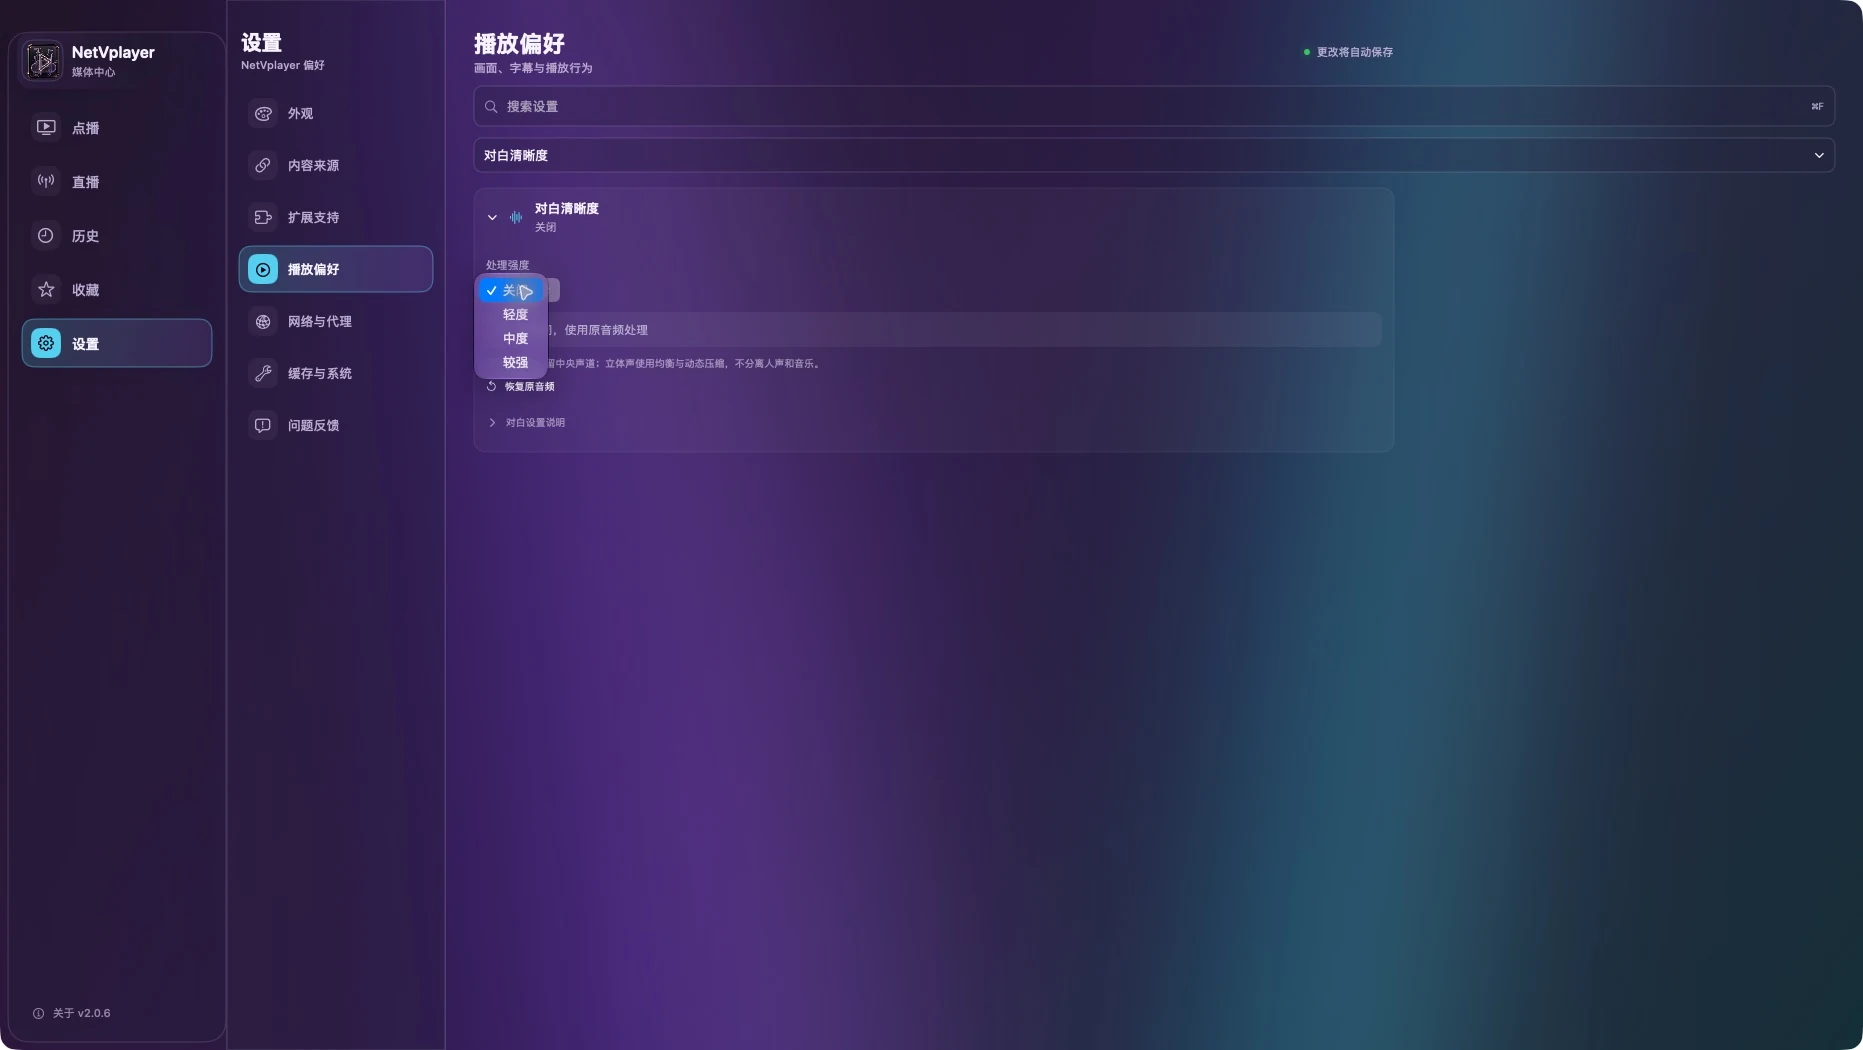 NetVplayer
媒体中心
点播
直播
历史
收藏
设置
关于 v2.0.6
设置
NetVplayer 偏好
外观
内容来源
扩展支持
播放偏好
网络与代理
缓存与系统
问题反馈
播放偏好
画面、字幕与播放行为
更改将自动保存
搜索设置
⌘F
对白清晰度
对白清晰度
关闭
处理强度
关
轻度
中度
较强
，使用原音频处理
留中央声道；立体声使用均衡与动态压缩，不分离人声和音乐。
恢复原音频
对白设置说明